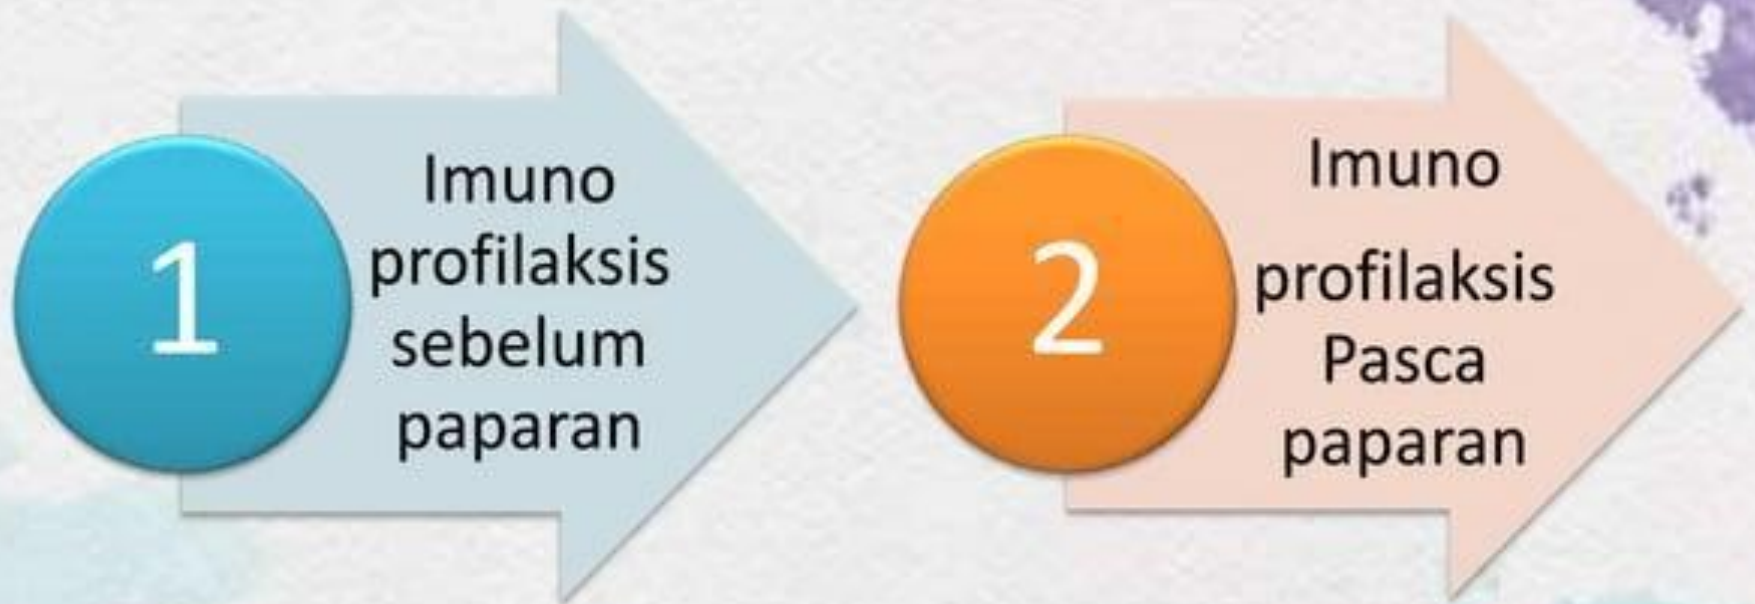 1
Imuno
profilaksis
sebelum
paparan
2
Imuno
profilaksis
Pasca
paparan